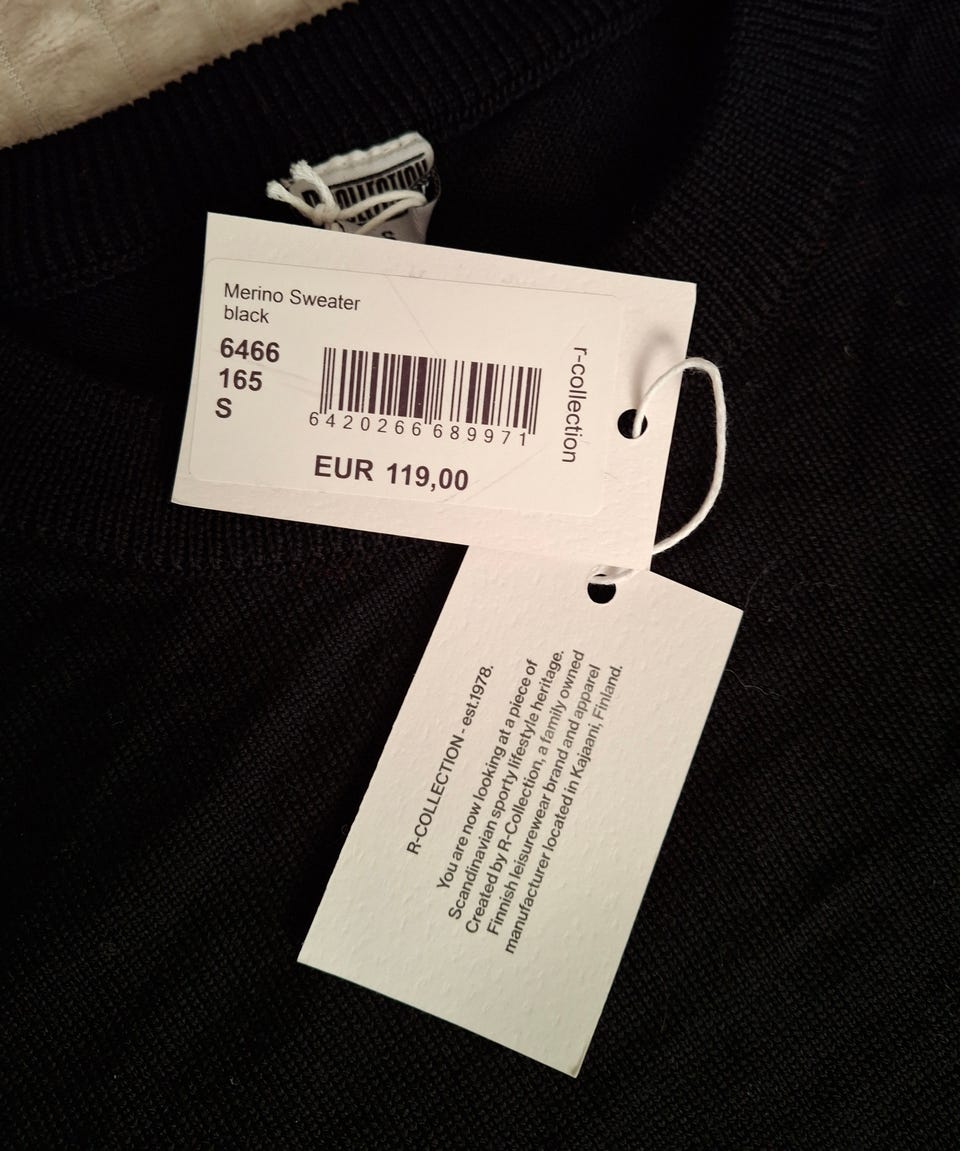 R-COLLECTION
S
Merino Sweater
black
6466
165
S
6420266689971
EUR 119,00
r-collection
R-COLLECTION - est.1978.
You are now looking at a piece of
Scandinavian sporty lifestyle heritage.
Created by R-Collection, a family owned
Finnish leisurewear brand and apparel
manufacturer located in Kajaani, Finland.